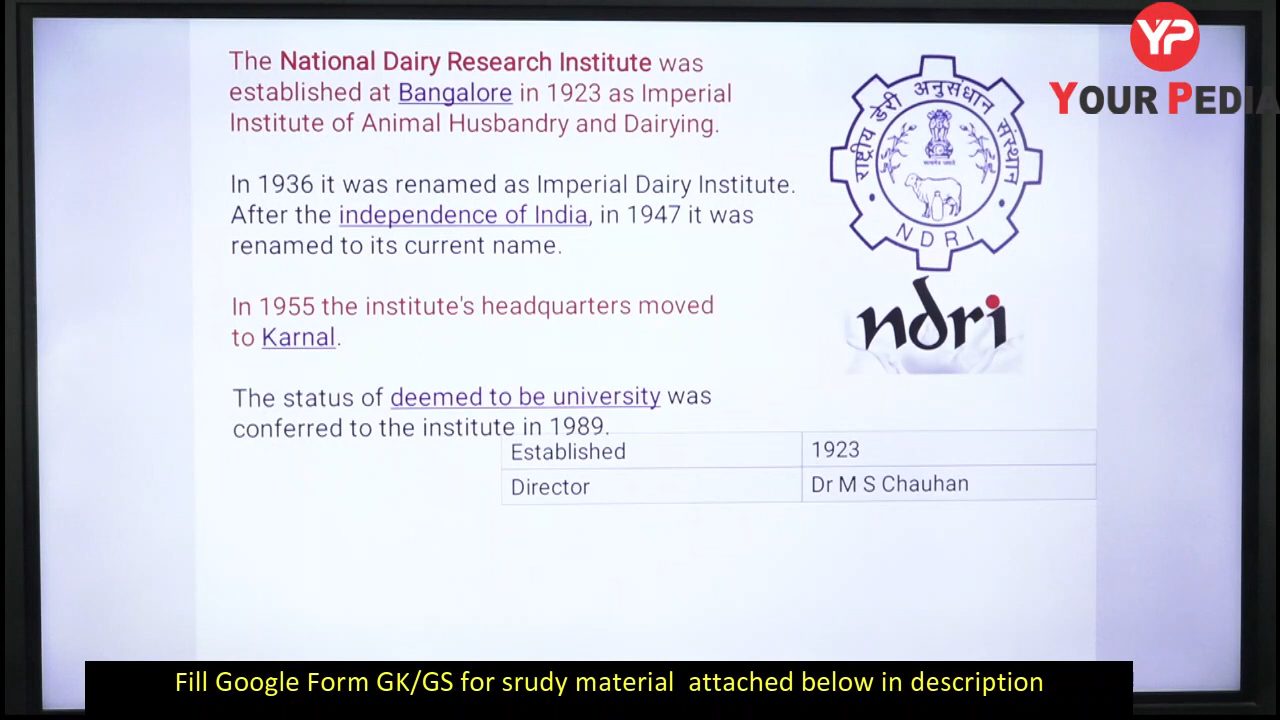 YP
YOUR PEDIA
The National Dairy Research Institute was
established at Bangalore in 1923 as Imperial
Institute of Animal Husbandry and Dairying.
In 1936 it was renamed as Imperial Dairy Institute.
After the independence of India, in 1947 it was
renamed to its current name.
In 1955 the institute's headquarters moved
to Karnal.
The status of deemed to be university was
conferred to the institute in 1989.
राष्ट्रीय डेरी अनुसंधान संस्थान
NDRI
ndri
Established 1923
Director Dr M S Chauhan
Fill Google Form GK/GS for srudy material attached below in description